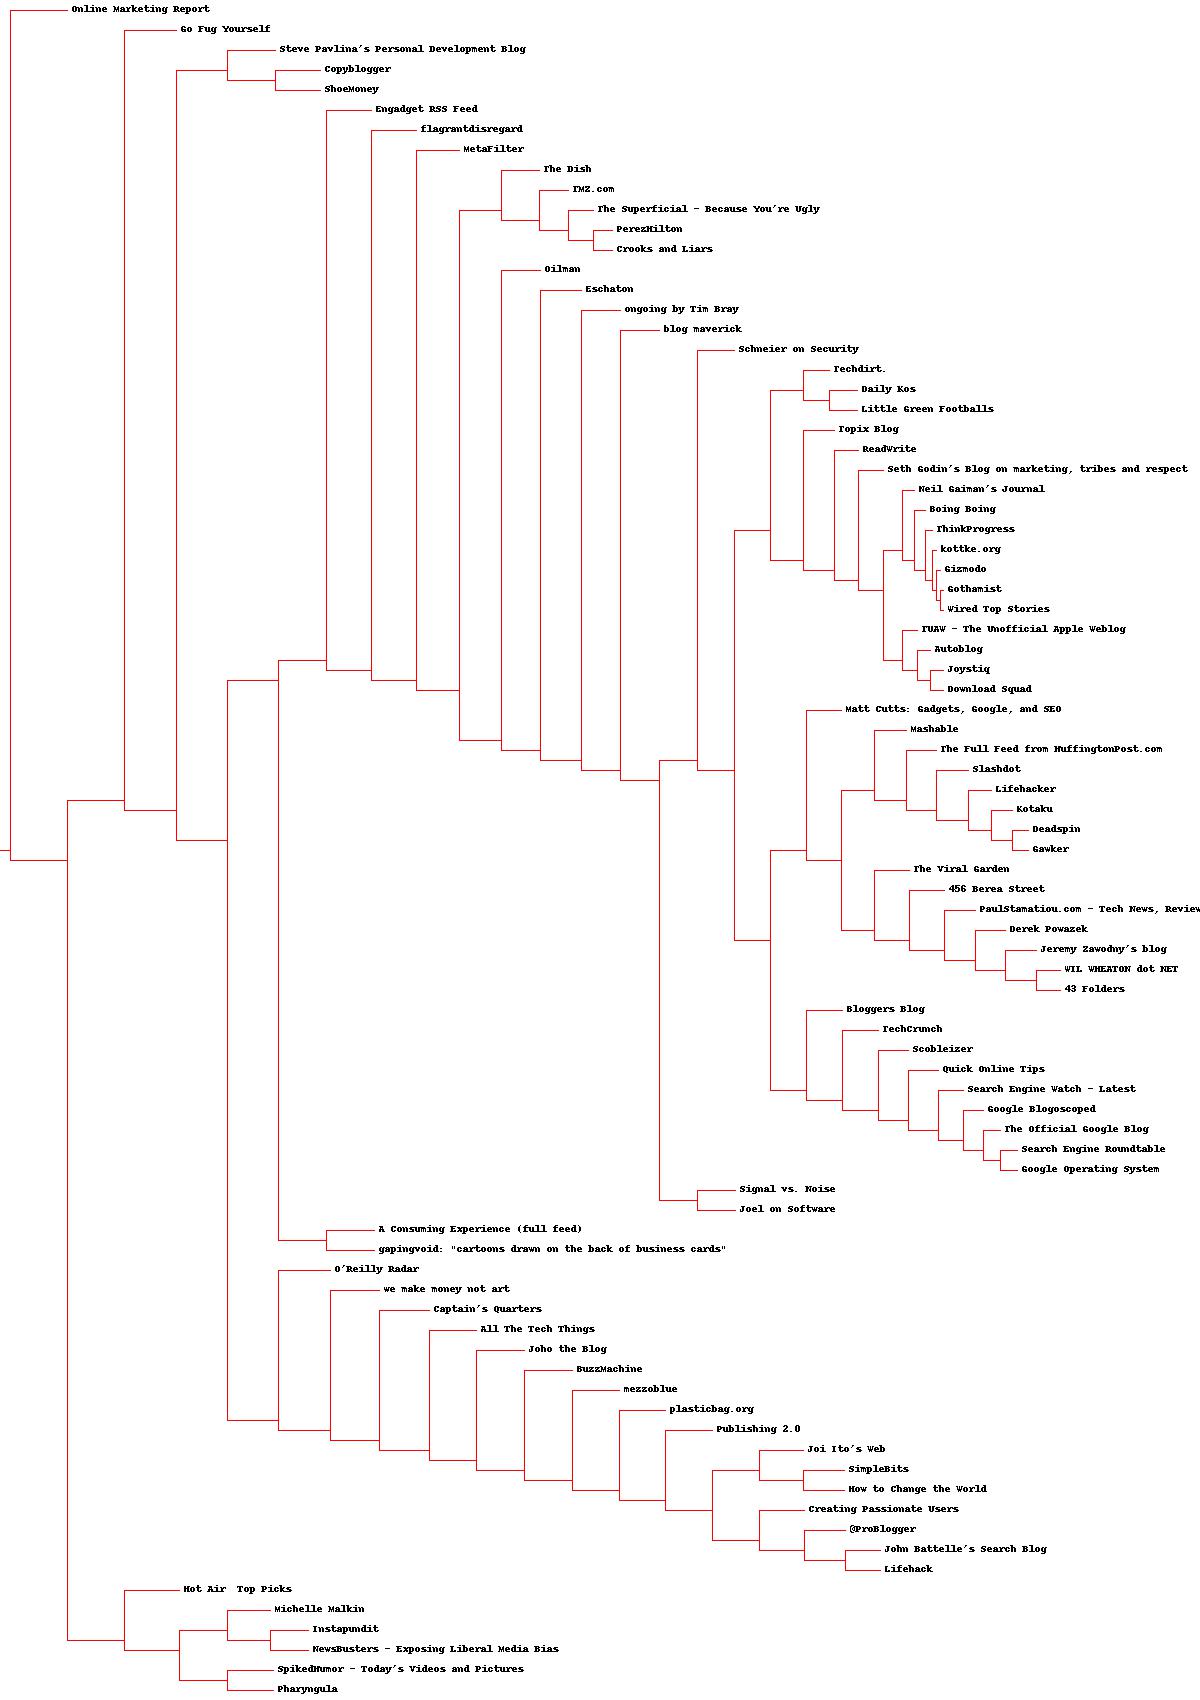 Online Marketing Report
Go Fug Yourself
Steve Pavlina's Personal Development Blog
Copyblogger
ShoeMoney
Engadget RSS Feed
flagrantdisregard
MetaFilter
The Dish
TMZ.com
The Superficial - Because You're Ugly
PerezHilton
Crooks and Liars
Oilman
Eschaton
ongoing by Tim Bray
blog maverick
Schneier on Security
Techdirt.
Daily Kos
Little Green Footballs
Topix Blog
ReadWrite
Seth Godin's Blog on marketing, tribes and respect
Neil Gaiman's Journal
Boing Boing
ThinkProgress
kottke.org
Gizmodo
Gothamist
Wired Top Stories
TUAW - The Unofficial Apple Weblog
Autoblog
Joystiq
Download Squad
Matt Cutts: Gadgets, Google, and SEO
Mashable
The Full Feed from HuffingtonPost.com
Slashdot
Lifehacker
Kotaku
Deadspin
Gawker
The Viral Garden
456 Berea Street
PaulStamatiou.com - Tech News, Review
Derek Powazek
Jeremy Zawodny's blog
WIL WHEATON dot NET
43 Folders
Bloggers Blog
TechCrunch
Scobleizer
Quick Online Tips
Search Engine Watch - Latest
Google Blogoscoped
The Official Google Blog
Search Engine Roundtable
Google Operating System
Signal vs. Noise
Joel on Software
A Consuming Experience (full feed)
gapingvoid: "cartoons drawn on the back of business cards"
O'Reilly Radar
we make money not art
Captain's Quarters
All The Tech Things
Joho the Blog
BuzzMachine
mezzoblue
plasticbag.org
Publishing 2.0
Joi Ito's Web
SimpleBits
How to Change the World
Creating Passionate Users
@ProBlogger
John Battelle's Search Blog
Lifehack
Hot Air  Top Picks
Michelle Malkin
Instapundit
NewsBusters - Exposing Liberal Media Bias
SpikedHumor - Today's Videos and Pictures
Pharyngula